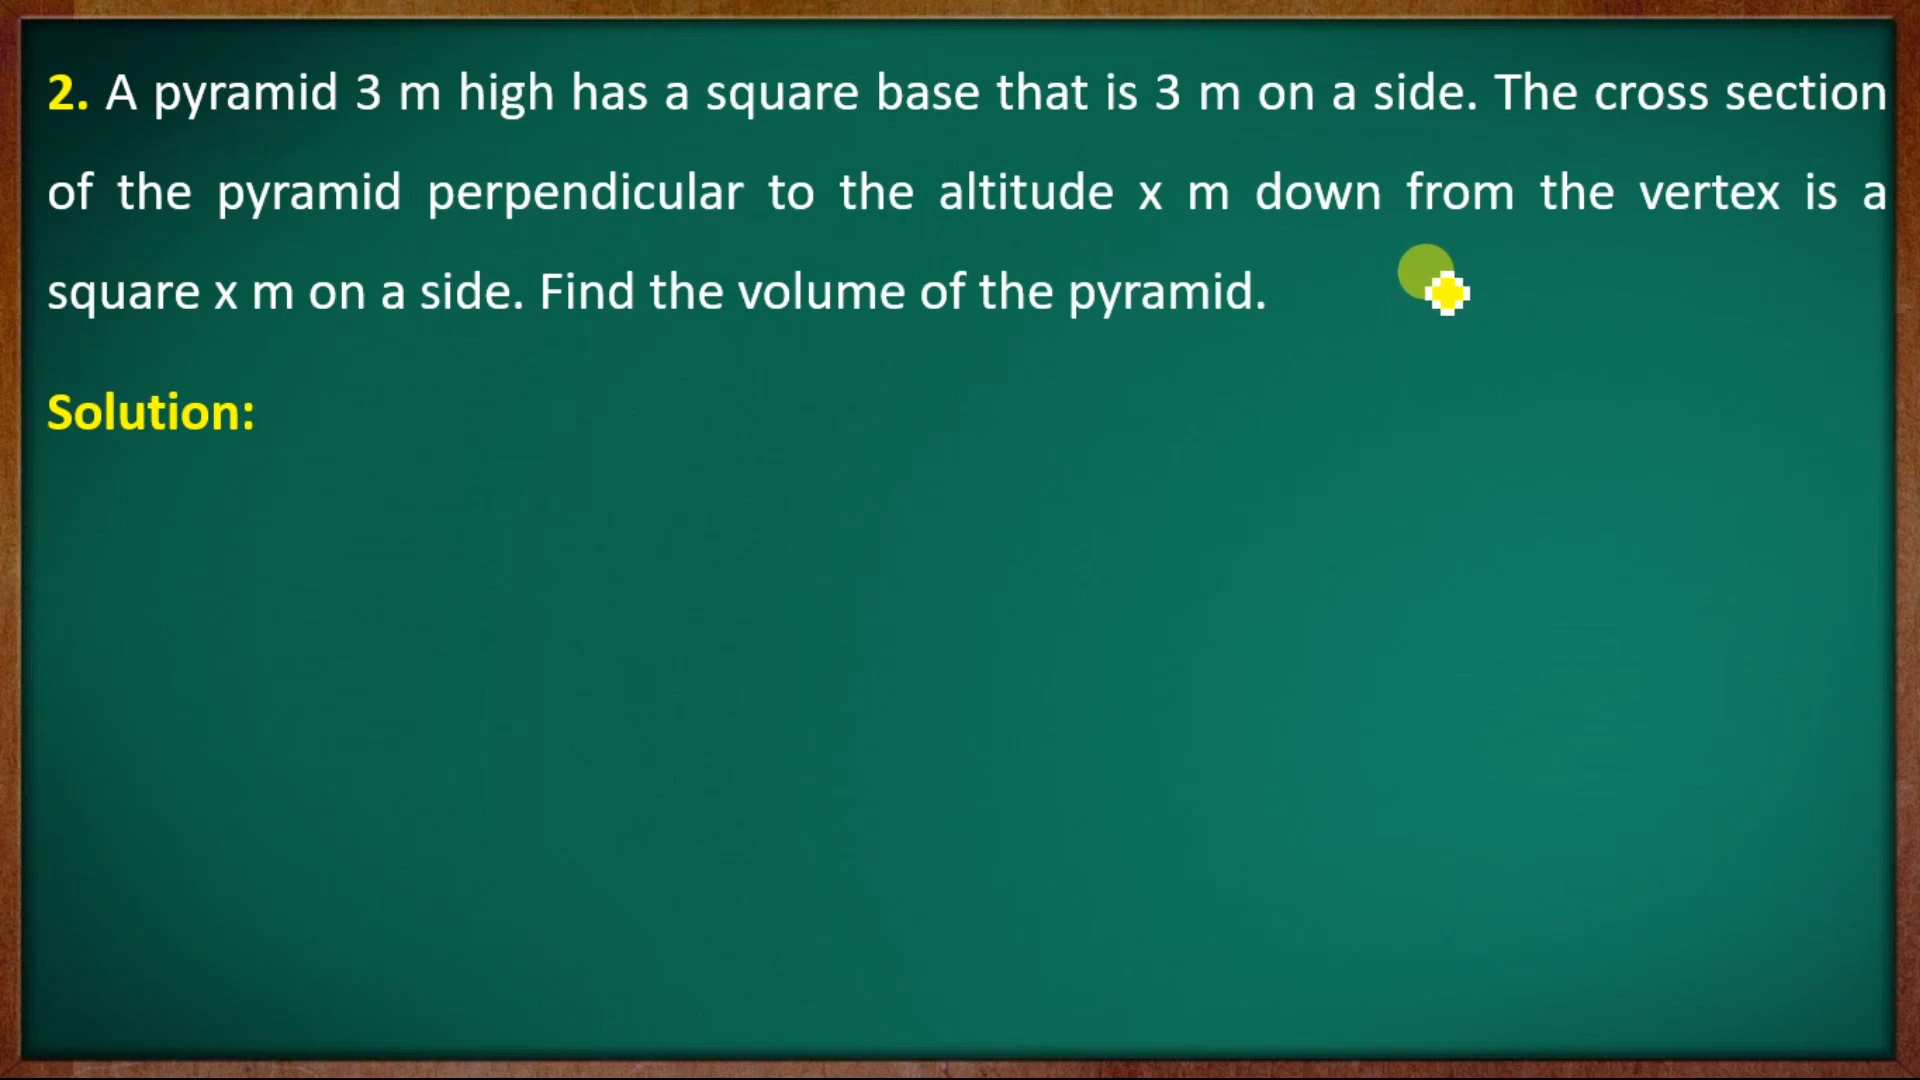 2. A pyramid 3 m high has a square base that is 3 m on a side. The cross section
of the pyramid perpendicular to the altitude x m down from the vertex is a
square x m on a side. Find the volume of the pyramid.
Solution: